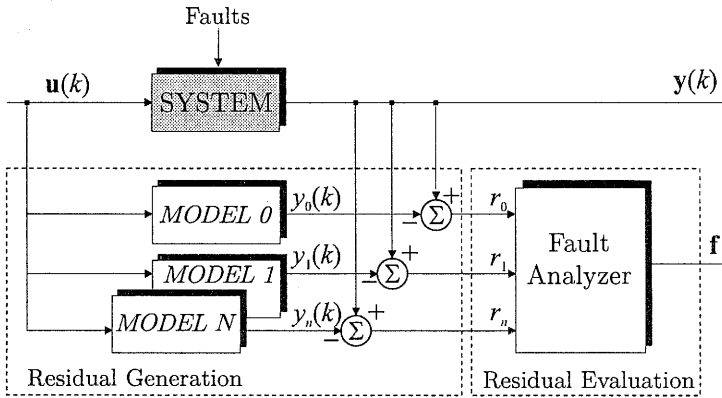 Faults
u(k)
SYSTEM
y(k)
MODEL 0
y₀(k)
+
−
Σ
r₀
MODEL 1
y₁(k)
+
−
Σ
r₁
Fault
Analyzer
f
MODEL N
yₙ(k)
+
−
Σ
rₙ
Residual Generation
Residual Evaluation